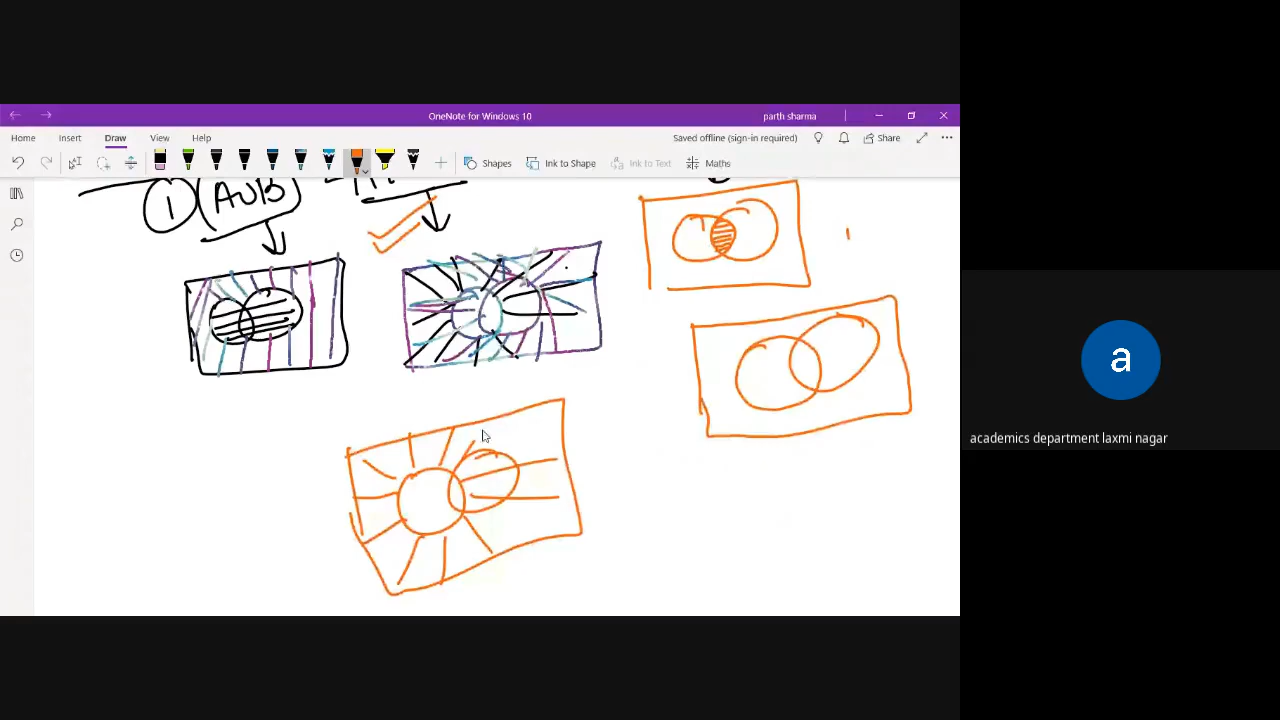 OneNote for Windows 10
parth sharma
Home Insert Draw View Help
Saved offline (sign-in required)
Share
Shapes
Ink to Shape
Ink to Text
Maths
1 (AUB)
a
academics department laxmi nagar